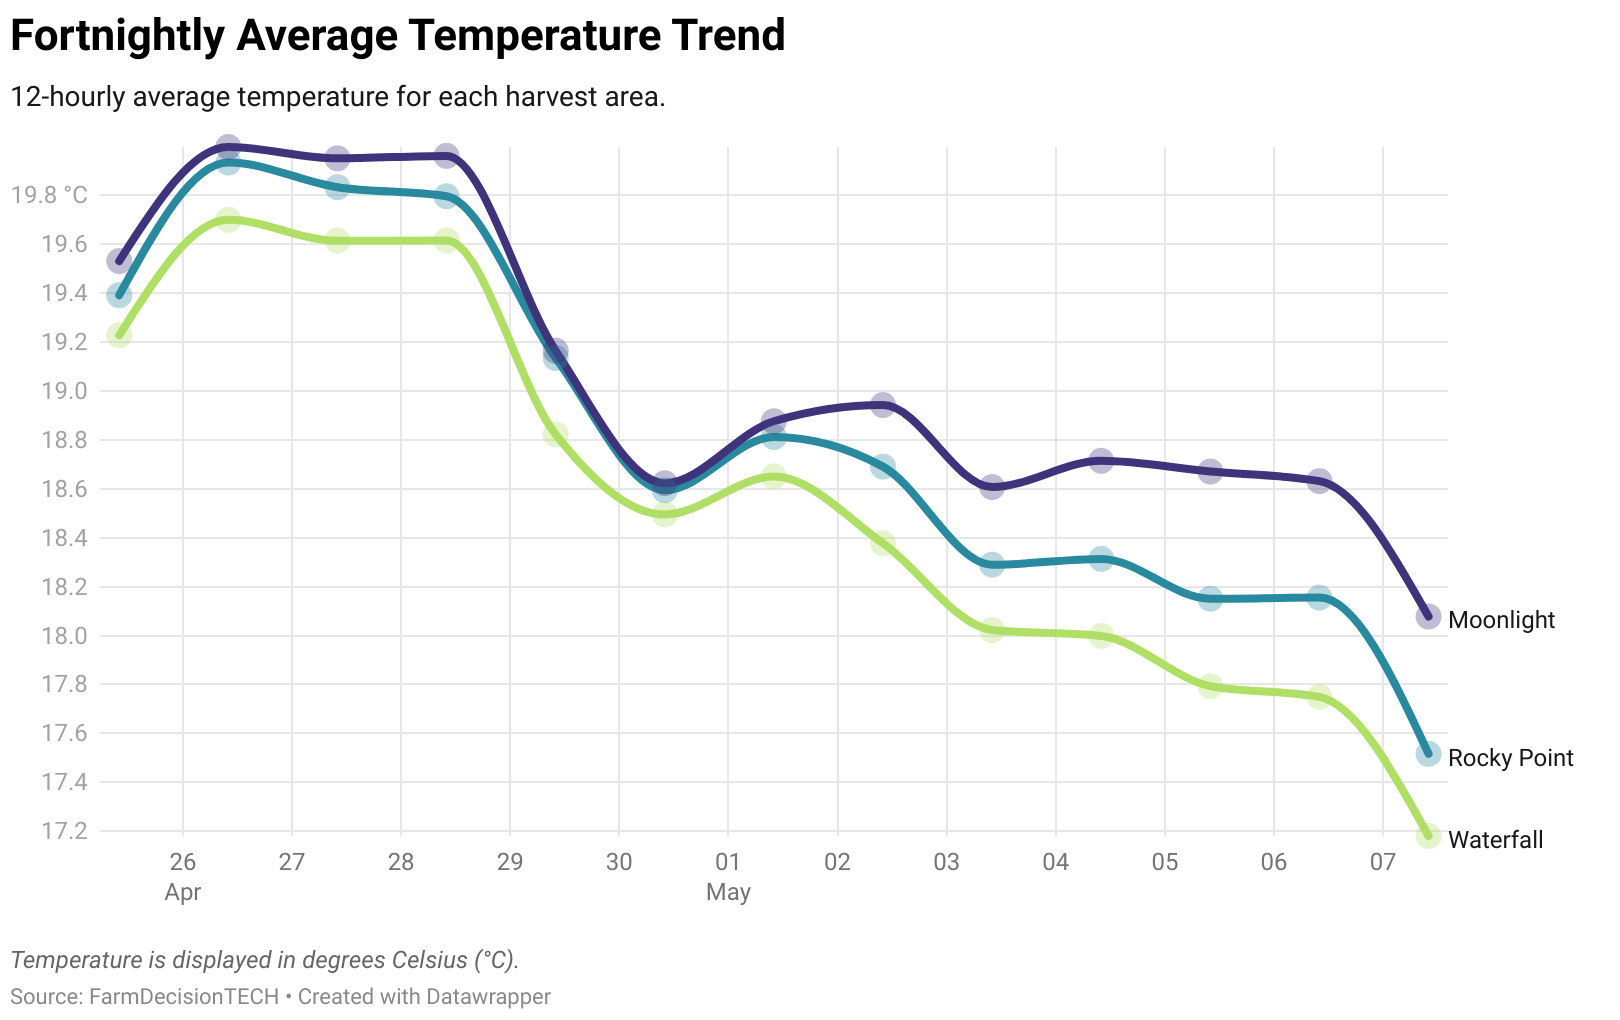 Fortnightly Average Temperature Trend
12-hourly average temperature for each harvest area.
19.8 °C
19.6
19.4
19.2
19.0
18.8
18.6
18.4
18.2
18.0
17.8
17.6
17.4
17.2
Moonlight
Rocky Point
Waterfall
26 27 28 29 30 01 02 03 04 05 06 07
Apr May
Temperature is displayed in degrees Celsius (°C).
Source: FarmDecisionTECH • Created with Datawrapper